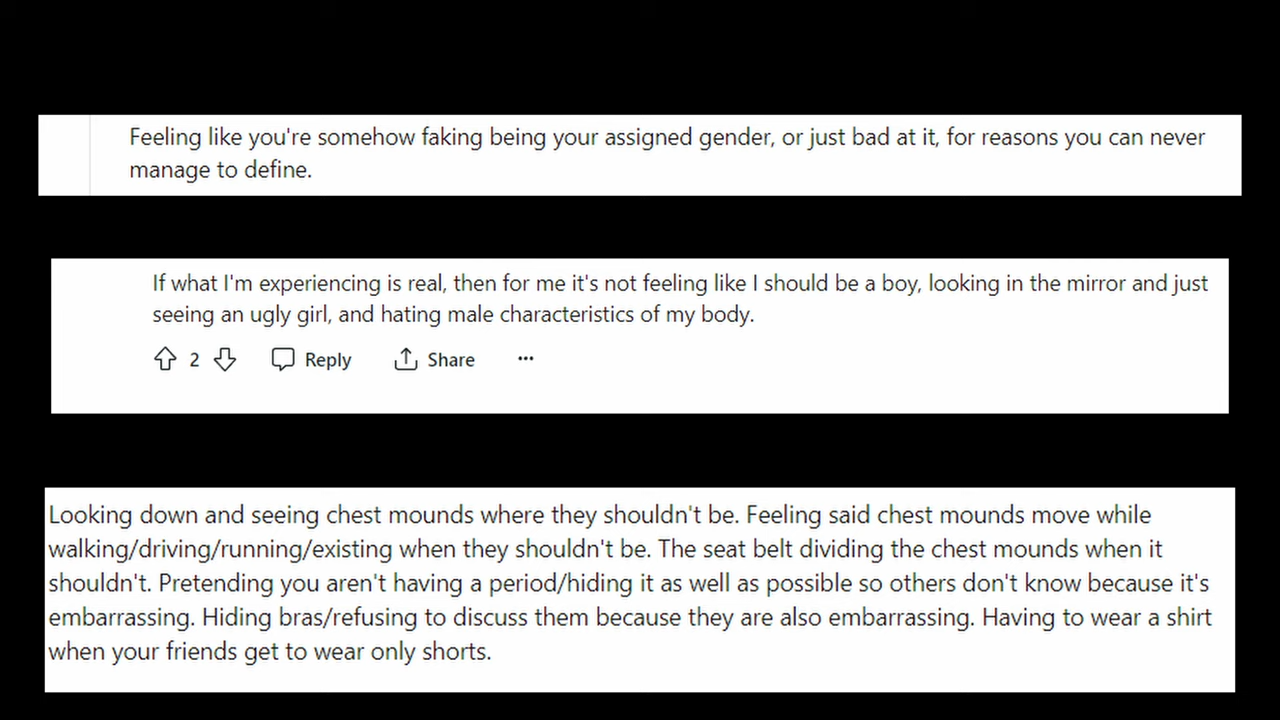 Feeling like you're somehow faking being your assigned gender, or just bad at it, for reasons you can never
manage to define.
If what I'm experiencing is real, then for me it's not feeling like I should be a boy, looking in the mirror and just
seeing an ugly girl, and hating male characteristics of my body.
2 Reply Share ···
Looking down and seeing chest mounds where they shouldn't be. Feeling said chest mounds move while
walking/driving/running/existing when they shouldn't be. The seat belt dividing the chest mounds when it
shouldn't. Pretending you aren't having a period/hiding it as well as possible so others don't know because it's
embarrassing. Hiding bras/refusing to discuss them because they are also embarrassing. Having to wear a shirt
when your friends get to wear only shorts.